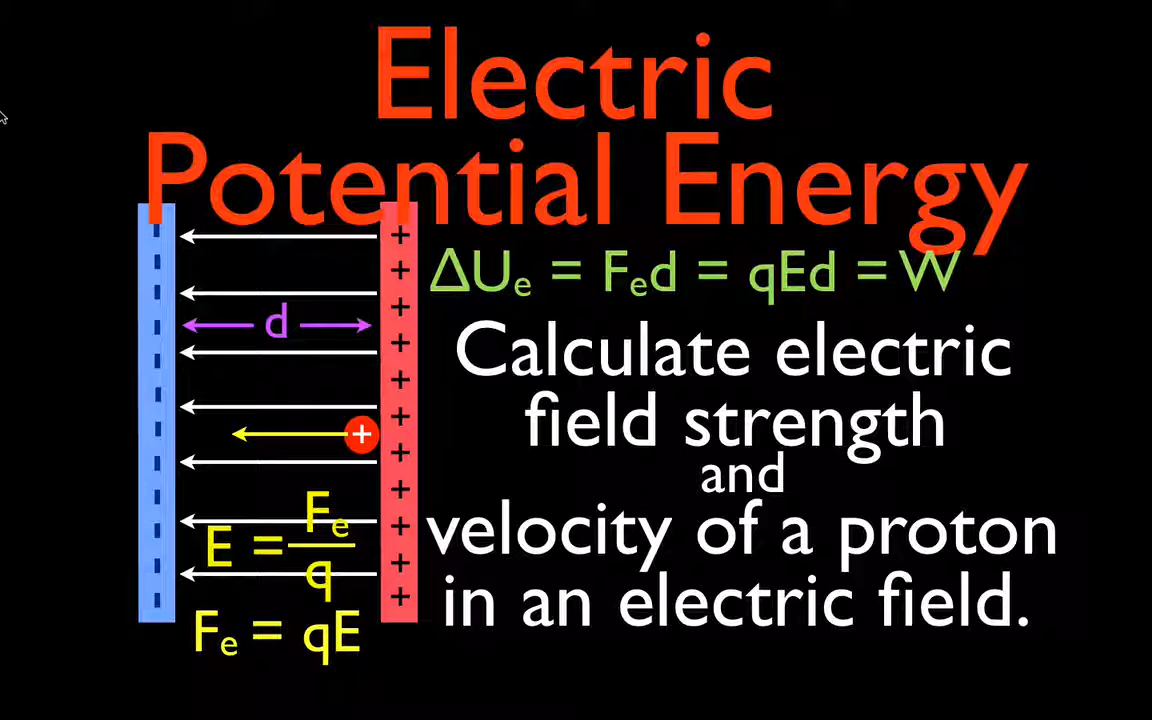 Electric
Potential Energy
ΔUₑ = Fₑd = qEd = W
d
Calculate electric
field strength
and
velocity of a proton
in an electric field.
E = Fₑ/q
Fₑ = qE